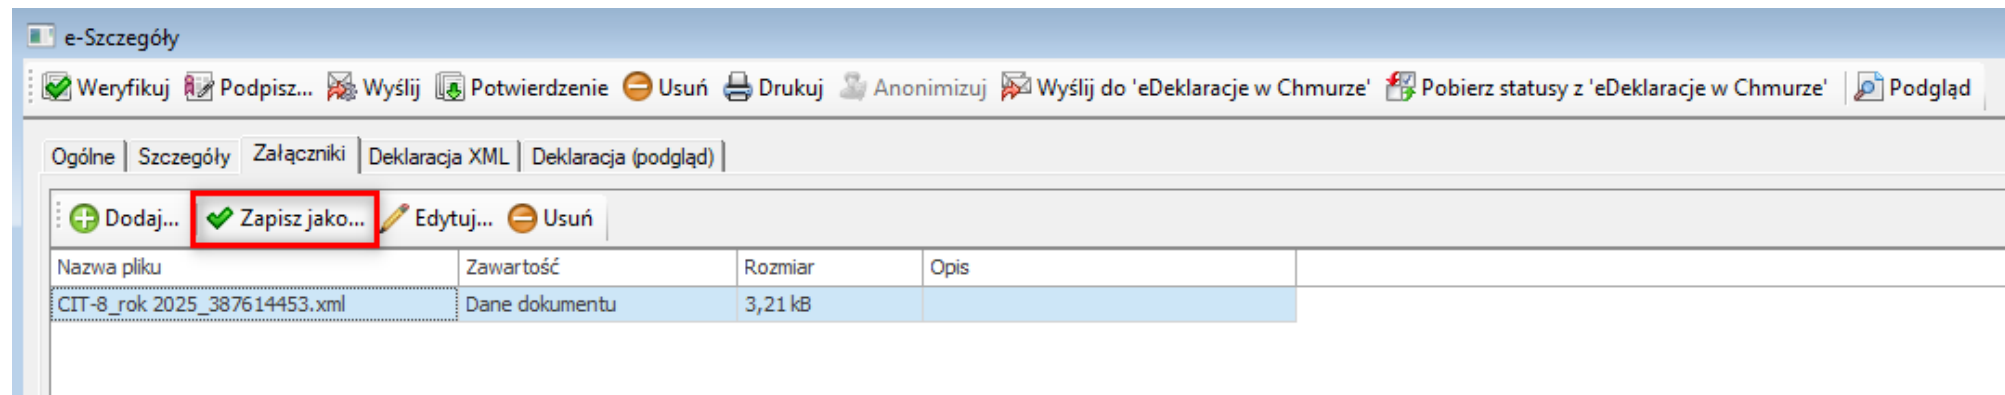 e-Szczegóły
Weryfikuj Podpisz... Wyślij Potwierdzenie Usuń Drukuj Anonimizuj Wyślij do 'eDeklaracje w Chmurze' Pobierz statusy z 'eDeklaracje w Chmurze' Podgląd
Ogólne Szczegóły Załączniki Deklaracja XML Deklaracja (podgląd)
Dodaj... Zapisz jako... Edytuj... Usuń
Nazwa pliku Zawartość Rozmiar Opis
CIT-8_rok 2025_387614453.xml Dane dokumentu 3,21 kB